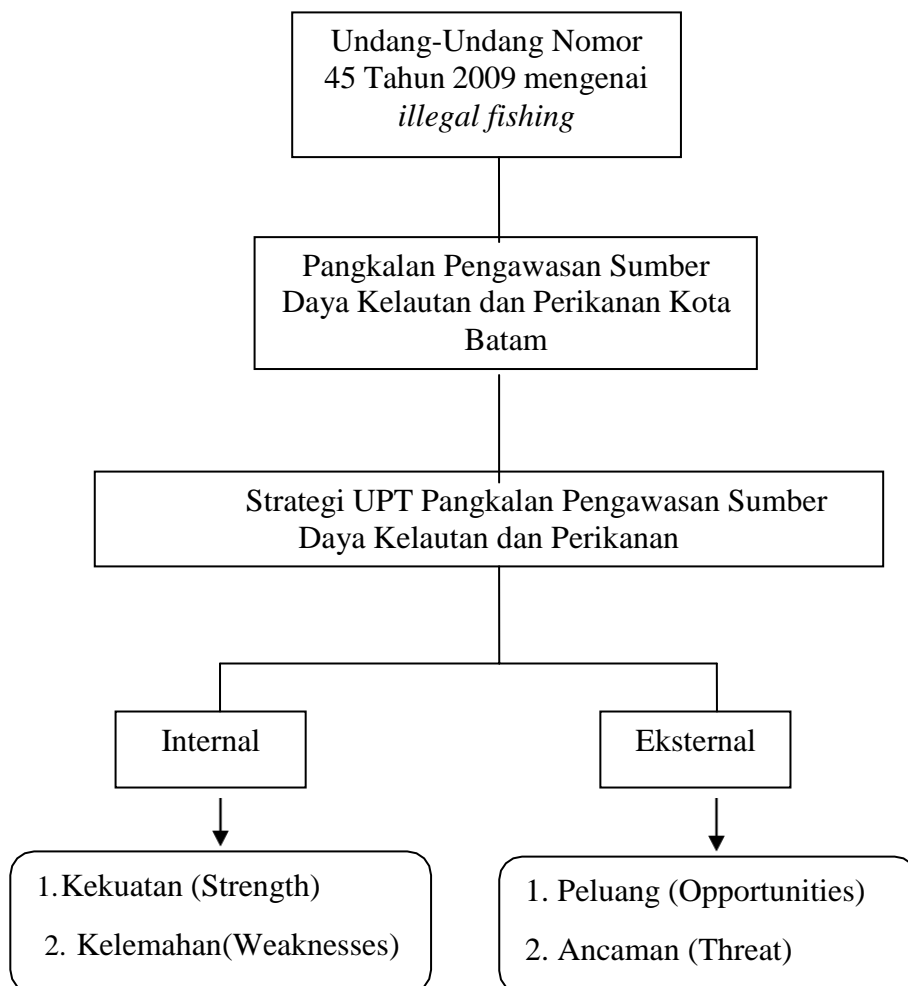 Undang-Undang Nomor
45 Tahun 2009 mengenai
illegal fishing
Pangkalan Pengawasan Sumber
Daya Kelautan dan Perikanan Kota
Batam
Strategi UPT Pangkalan Pengawasan Sumber
Daya Kelautan dan Perikanan
Internal
Eksternal
1.Kekuatan (Strength)
2. Kelemahan(Weaknesses)
1. Peluang (Opportunities)
2. Ancaman (Threat)